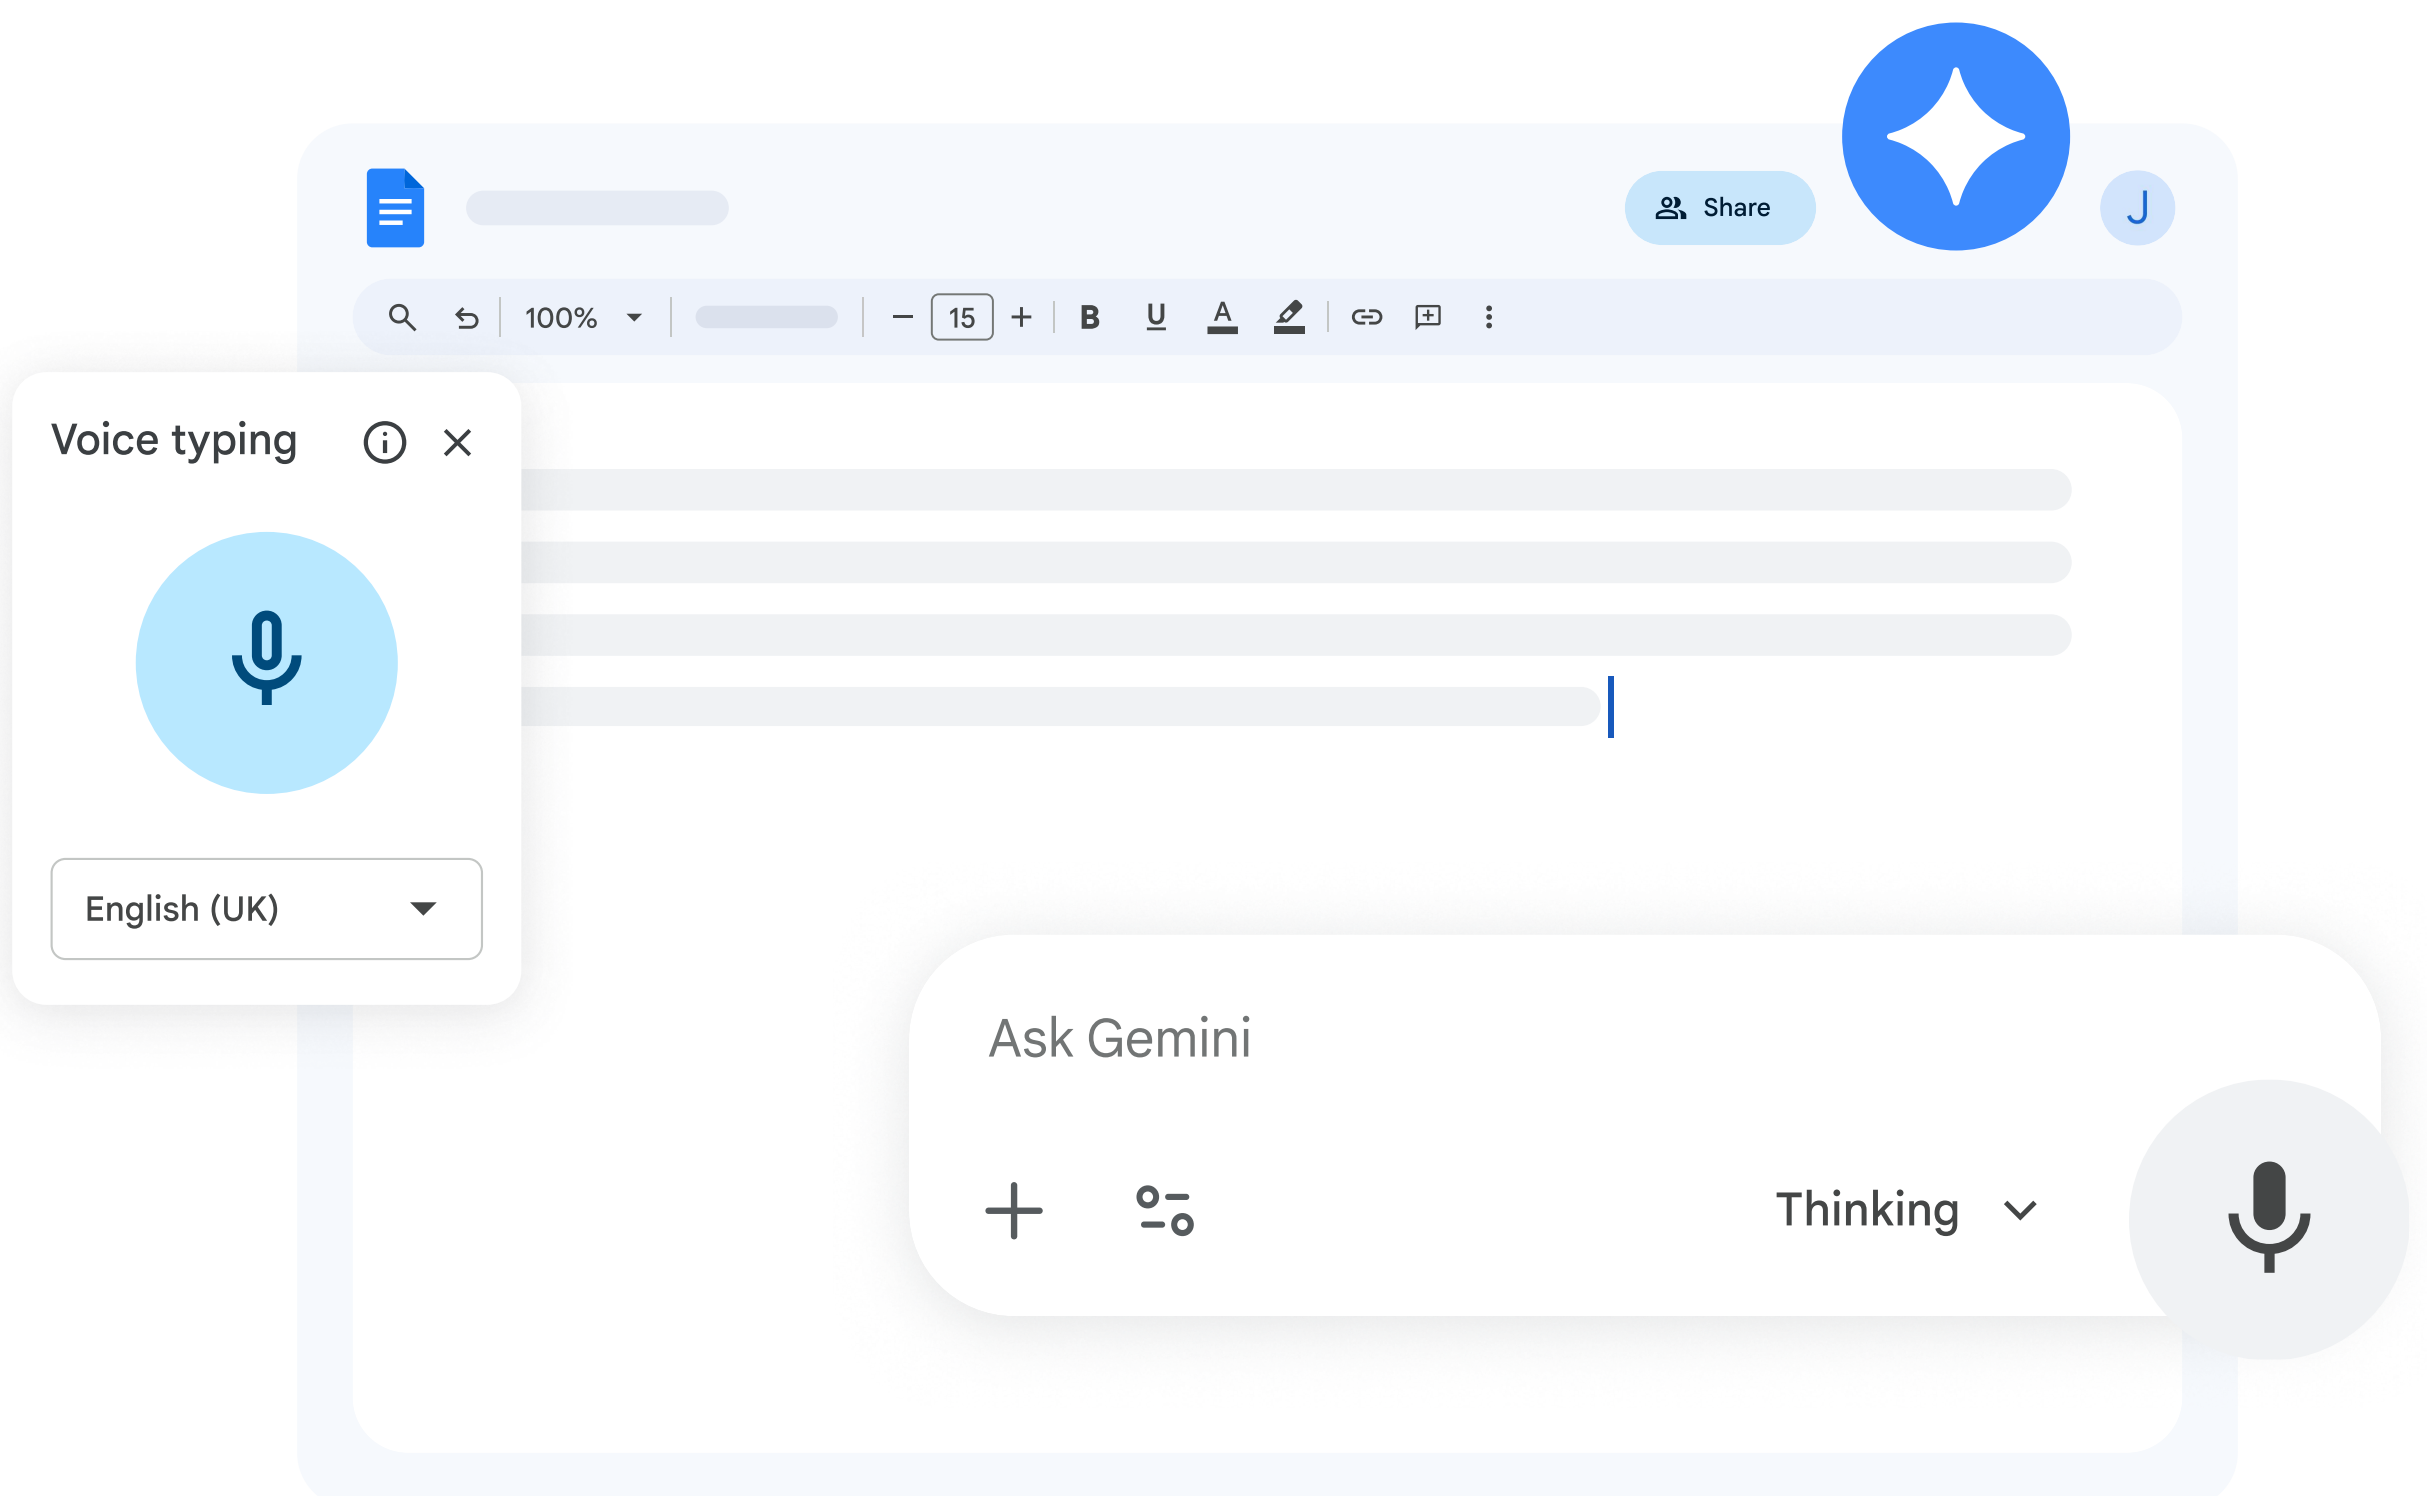 Share
J
100%
15
B U A
Voice typing
English (UK)
Ask Gemini
Thinking